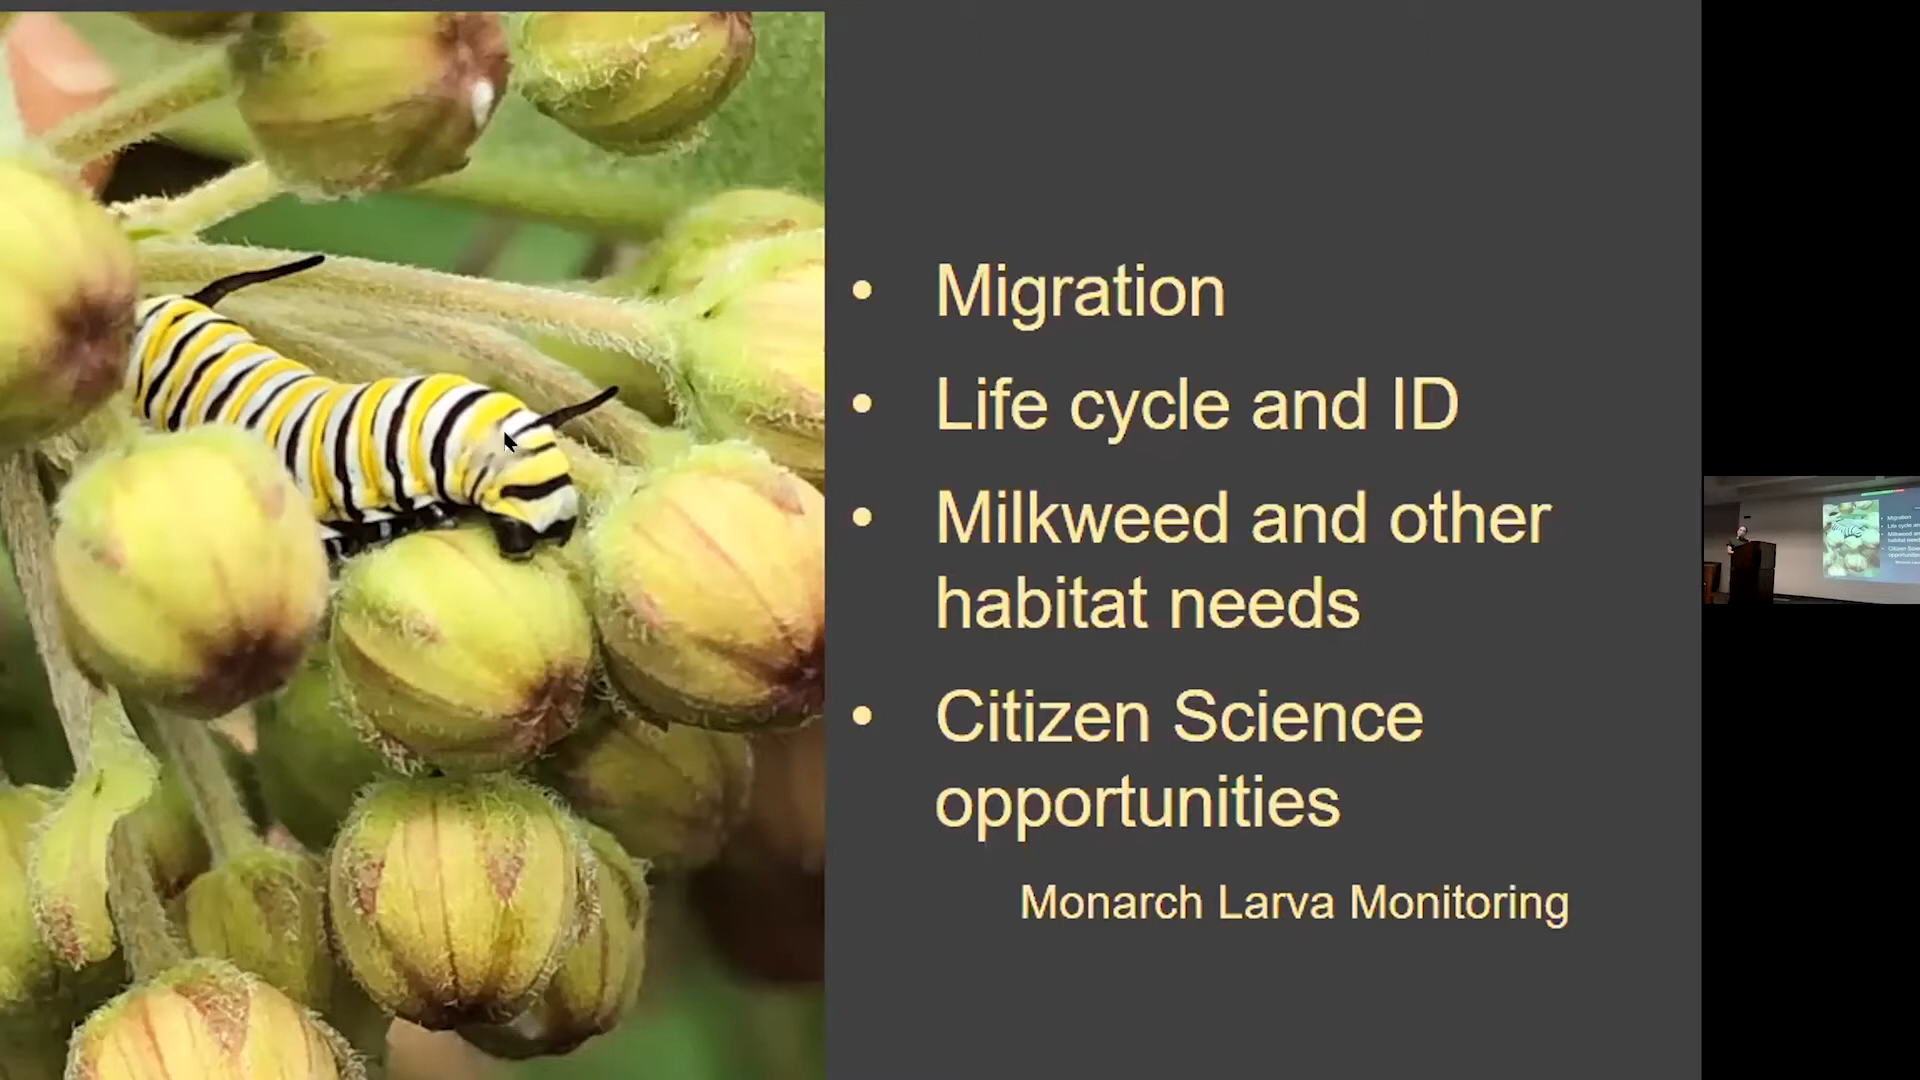 Migration
Life cycle and ID
Milkweed and other
habitat needs
Citizen Science
opportunities
Monarch Larva Monitoring